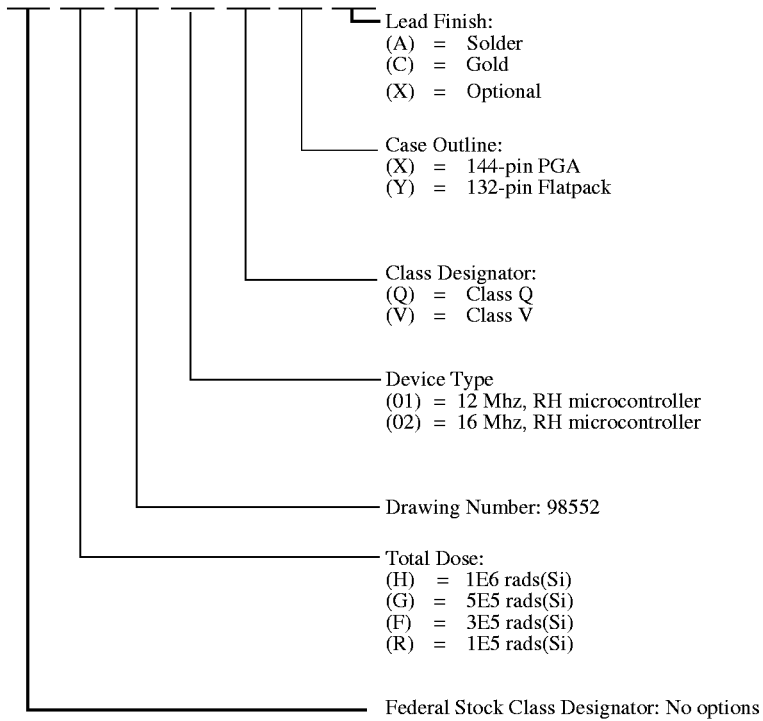 Lead Finish:
(A) = Solder
(C) = Gold
(X) = Optional
Case Outline:
(X) = 144-pin PGA
(Y) = 132-pin Flatpack
Class Designator:
(Q) = Class Q
(V) = Class V
Device Type
(01) = 12 Mhz, RH microcontroller
(02) = 16 Mhz, RH microcontroller
Drawing Number: 98552
Total Dose:
(H) = 1E6 rads(Si)
(G) = 5E5 rads(Si)
(F) = 3E5 rads(Si)
(R) = 1E5 rads(Si)
Federal Stock Class Designator: No options